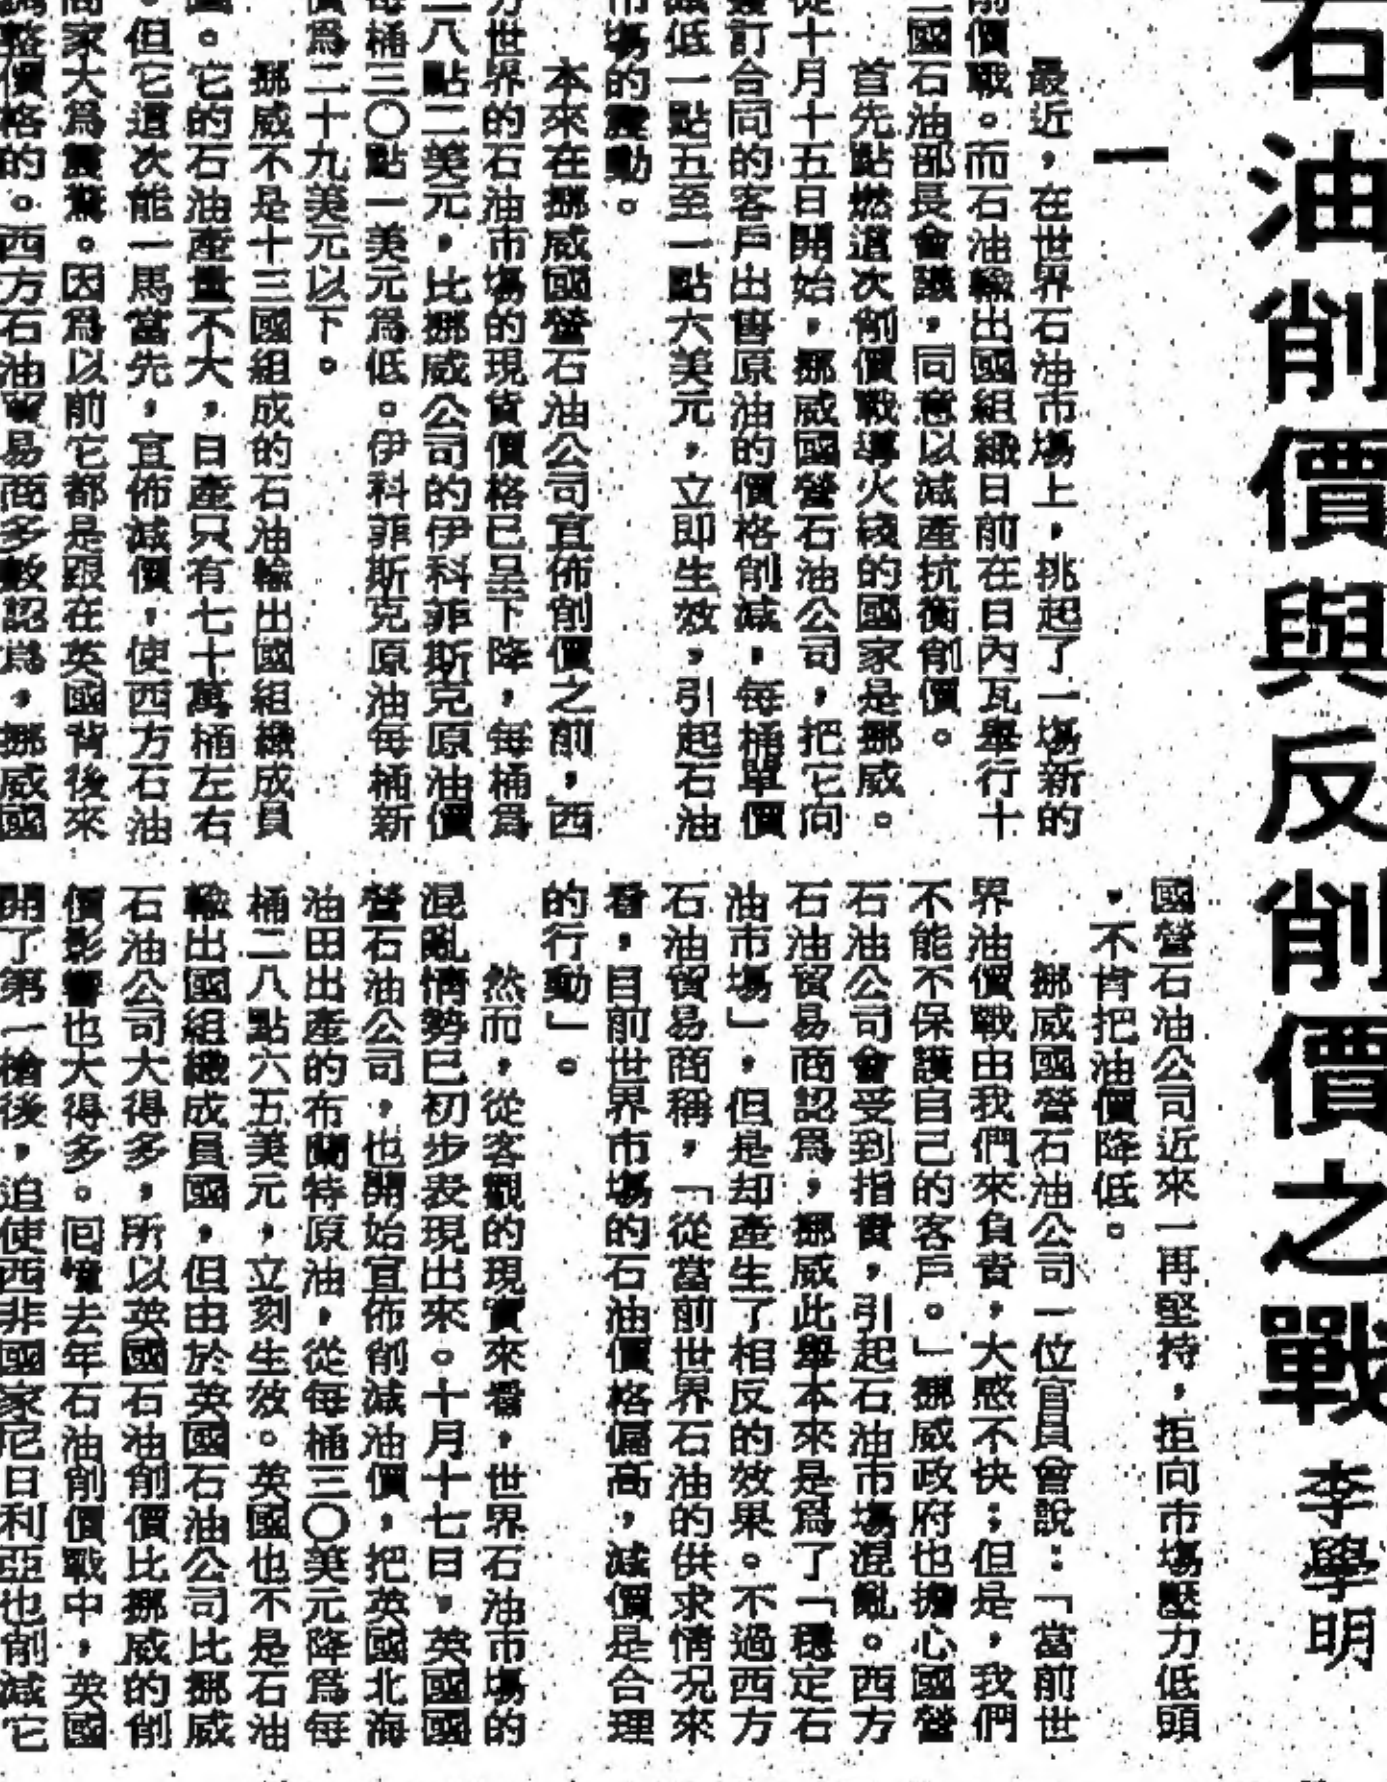 石油削價與反削價之戰
李學明
一
最近，在世界石油市場上，挑起了一場新的
削價戰。而石油輸出國組織日前在日內瓦舉行十
三國石油部長會議，同意以減產抗衡削價。
首先點燃這次削價戰導火綫的國家是挪威。
從十月十五日開始，挪威國營石油公司，把它向
簽訂合同的客戶出售原油的價格削減，每桶單價
減低一點五至一點六美元，立即生效，引起石油
市場的震動。
本來在挪威國營石油公司宣佈削價之前，西
方世界的石油市場的現貨價格已呈下降，每桶爲
二八點二美元，比挪威公司的伊科菲斯克原油價
每桶三〇點一美元爲低。伊科菲斯克原油每桶新
價爲二十九美元以下。
挪威不是十三國組成的石油輸出國組織成員
國。它的石油產量不大，日產只有七十萬桶左右
。但它這次能一馬當先，宣佈減價，使西方石油
商家大爲震驚。因爲以前它都是跟在英國背後來
調整價格的。西方石油貿易商多數認爲，挪威國
國營石油公司近來一再堅持，拒向市場壓力低頭
，不肯把油價降低。
挪威國營石油公司一位官員曾說：「當前世
界油價戰由我們來負責，大感不快；但是，我們
不能不保護自己的客戶。」挪威政府也擔心國營
石油公司會受到指責，引起石油市場混亂。西方
石油貿易商認爲，挪威此舉本來是爲了「穩定石
油市場」，但是却產生了相反的效果。不過西方
石油貿易商稱，「從當前世界石油的供求情况來
看，目前世界市場的石油價格偏高，減價是合理
的行動」。
然而，從客觀的現實來看，世界石油市場的
混亂情勢已初步表現出來。十月十七日，英國國
營石油公司，也開始宣佈削減油價，把英國北海
油田出產的布蘭特原油，從每桶三〇美元降爲每
桶二八點六五美元，立刻生效。英國也不是石油
輸出國組織成員國，但由於英國石油公司比挪威
石油公司大得多，所以英國石油削價比挪威的削
價影響也大得多。回憶去年石油削價戰中，英國
開了第一槍後，迫使西非國家尼日利亞也削減它